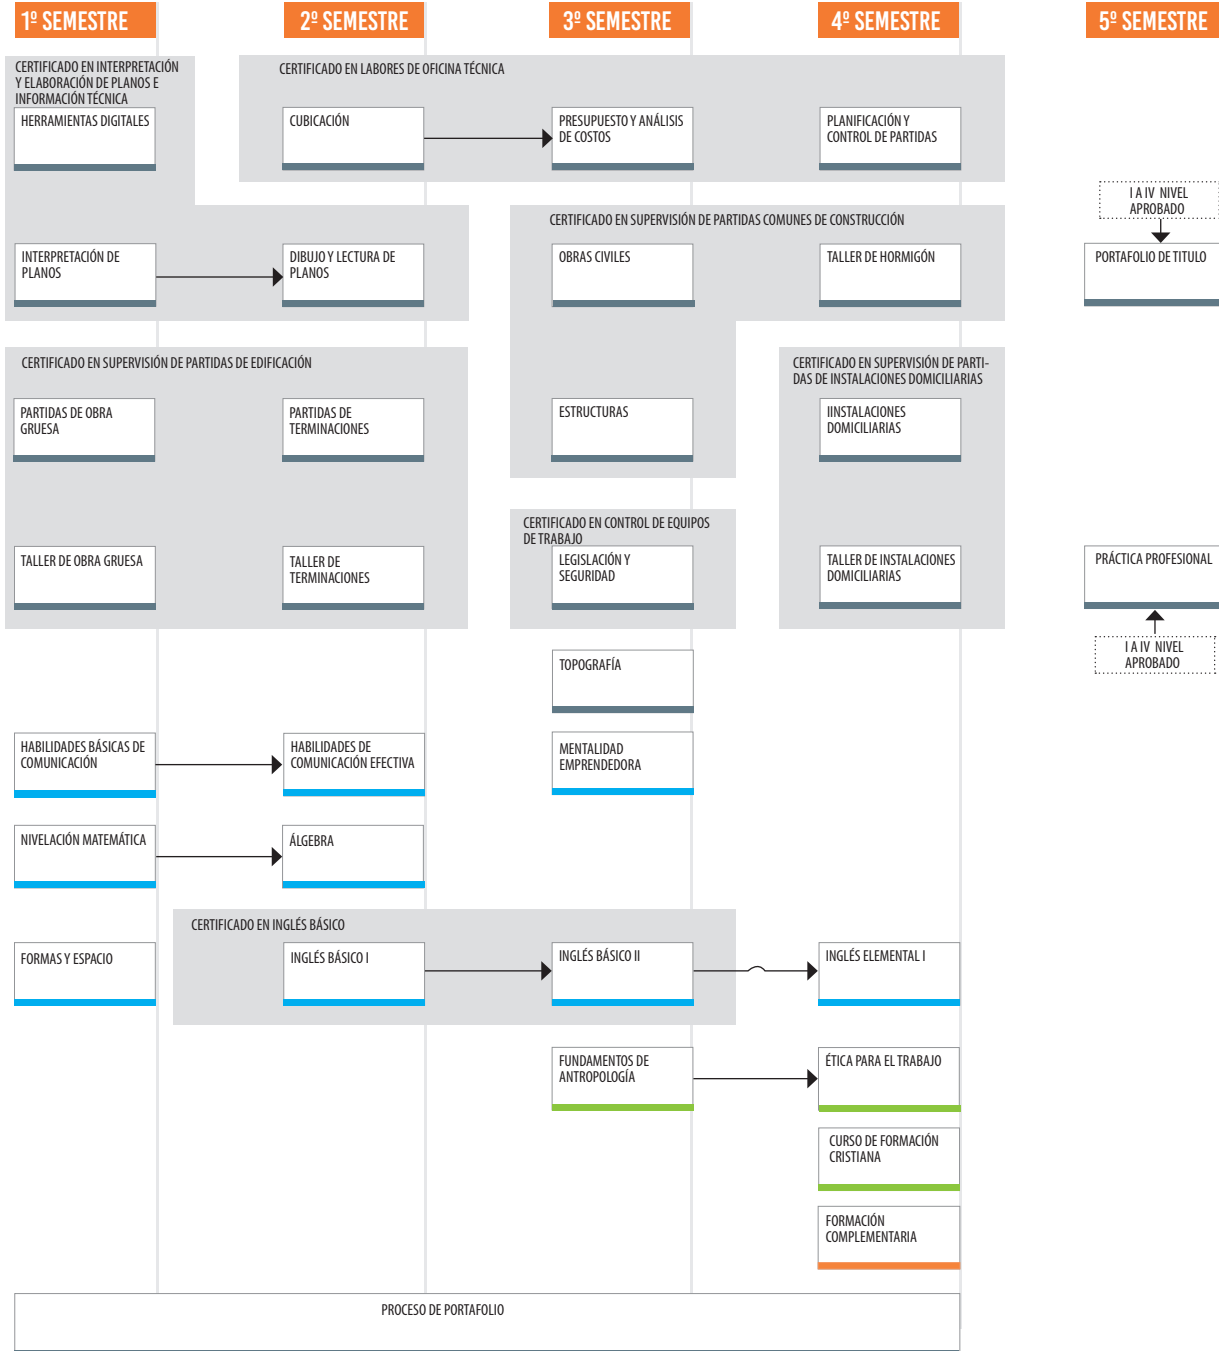 1º SEMESTRE
2º SEMESTRE
3º SEMESTRE
4º SEMESTRE
5º SEMESTRE
CERTIFICADO EN INTERPRETACIÓN
Y ELABORACIÓN DE PLANOS E
INFORMACIÓN TÉCNICA
CERTIFICADO EN LABORES DE OFICINA TÉCNICA
HERRAMIENTAS DIGITALES
CUBICACIÓN
PRESUPUESTO Y ANÁLISIS
DE COSTOS
PLANIFICACIÓN Y
CONTROL DE PARTIDAS
I A IV NIVEL
APROBADO
CERTIFICADO EN SUPERVISIÓN DE PARTIDAS COMUNES DE CONSTRUCCIÓN
INTERPRETACIÓN DE
PLANOS
DIBUJO Y LECTURA DE
PLANOS
OBRAS CIVILES
TALLER DE HORMIGÓN
PORTAFOLIO DE TITULO
CERTIFICADO EN SUPERVISIÓN DE PARTIDAS DE EDIFICACIÓN
CERTIFICADO EN SUPERVISIÓN DE PARTI-
DAS DE INSTALACIONES DOMICILIARIAS
PARTIDAS DE OBRA
GRUESA
PARTIDAS DE
TERMINACIONES
ESTRUCTURAS
IINSTALACIONES
DOMICILIARIAS
CERTIFICADO EN CONTROL DE EQUIPOS
DE TRABAJO
TALLER DE OBRA GRUESA
TALLER DE
TERMINACIONES
LEGISLACIÓN Y
SEGURIDAD
TALLER DE INSTALACIONES
DOMICILIARIAS
PRÁCTICA PROFESIONAL
I A IV NIVEL
APROBADO
TOPOGRAFÍA
HABILIDADES BÁSICAS DE
COMUNICACIÓN
HABILIDADES DE
COMUNICACIÓN EFECTIVA
MENTALIDAD
EMPRENDEDORA
NIVELACIÓN MATEMÁTICA
ÁLGEBRA
CERTIFICADO EN INGLÉS BÁSICO
FORMAS Y ESPACIO
INGLÉS BÁSICO I
INGLÉS BÁSICO II
INGLÉS ELEMENTAL I
FUNDAMENTOS DE
ANTROPOLOGÍA
ÉTICA PARA EL TRABAJO
CURSO DE FORMACIÓN
CRISTIANA
FORMACIÓN
COMPLEMENTARIA
PROCESO DE PORTAFOLIO